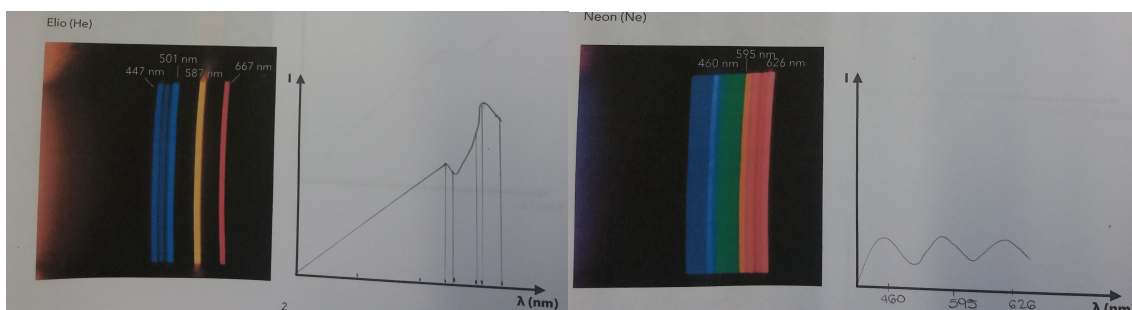 Elio (He)
501 nm
447 nm
587 nm
667 nm
I
λ (nm)
2
Neon (Ne)
595 nm
460 nm
626 nm
I
460
595
626
λ (nm)